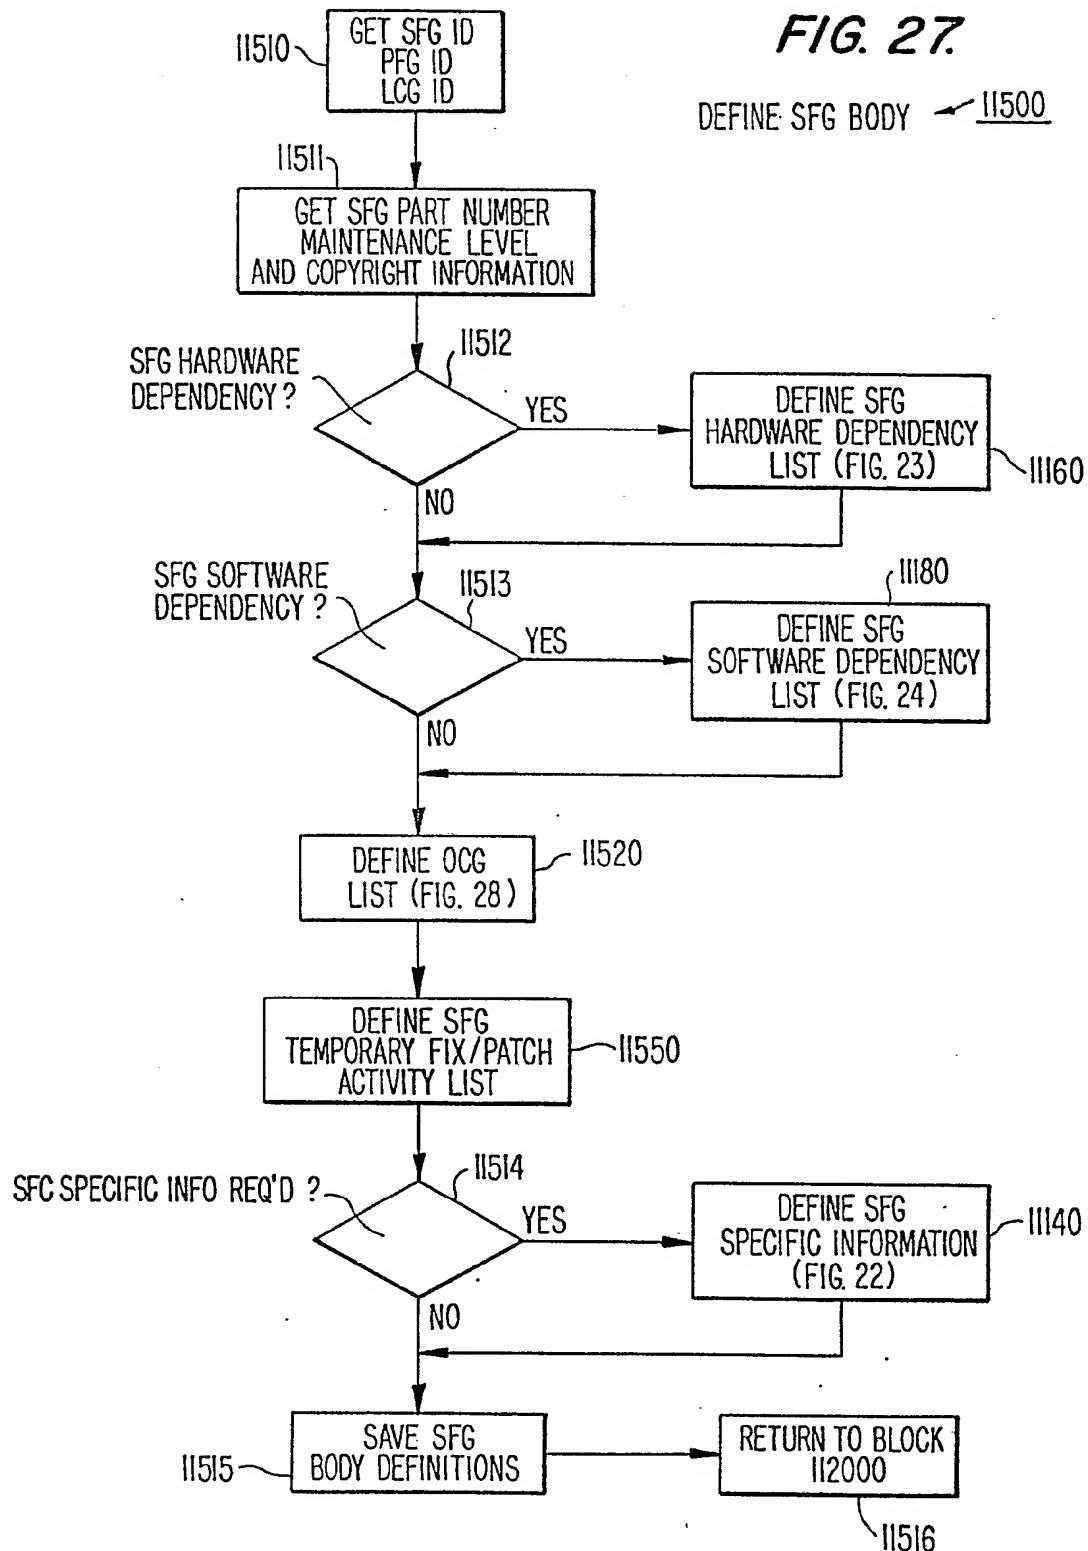 FIG. 27.
DEFINE SFG BODY
11500
GET SFG ID
PFG ID
LCG ID
11510
11511
GET SFG PART NUMBER
MAINTENANCE LEVEL
AND COPYRIGHT INFORMATION
11512
SFG HARDWARE
DEPENDENCY ?
YES
NO
DEFINE SFG
HARDWARE DEPENDENCY
LIST (FIG. 23)
11160
SFG SOFTWARE
DEPENDENCY ?
11513
YES
NO
11180
DEFINE SFG
SOFTWARE DEPENDENCY
LIST (FIG. 24)
DEFINE OCG
LIST (FIG. 28)
11520
DEFINE SFG
TEMPORARY FIX/PATCH
ACTIVITY LIST
11550
11514
SFC SPECIFIC INFO REQ'D ?
YES
NO
DEFINE SFG
SPECIFIC INFORMATION
(FIG. 22)
11140
SAVE SFG
BODY DEFINITIONS
11515
RETURN TO BLOCK
112000
11516